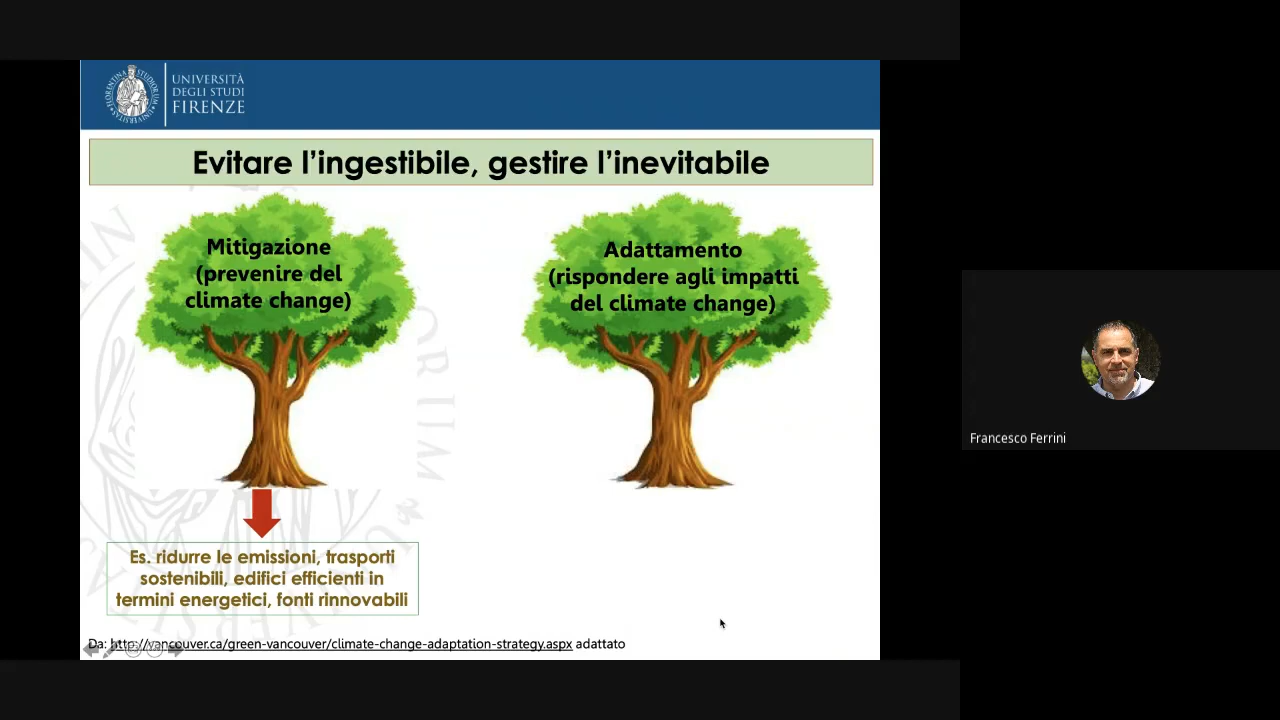 UNIVERSITÀ
DEGLI STUDI
FIRENZE
Evitare l’ingestibile, gestire l’inevitabile
Mitigazione
(prevenire del
climate change)
Adattamento
(rispondere agli impatti
del climate change)
Es. ridurre le emissioni, trasporti
sostenibili, edifici efficienti in
termini energetici, fonti rinnovabili
Da: http://vancouver.ca/green-vancouver/climate-change-adaptation-strategy.aspx adattato
Francesco Ferrini